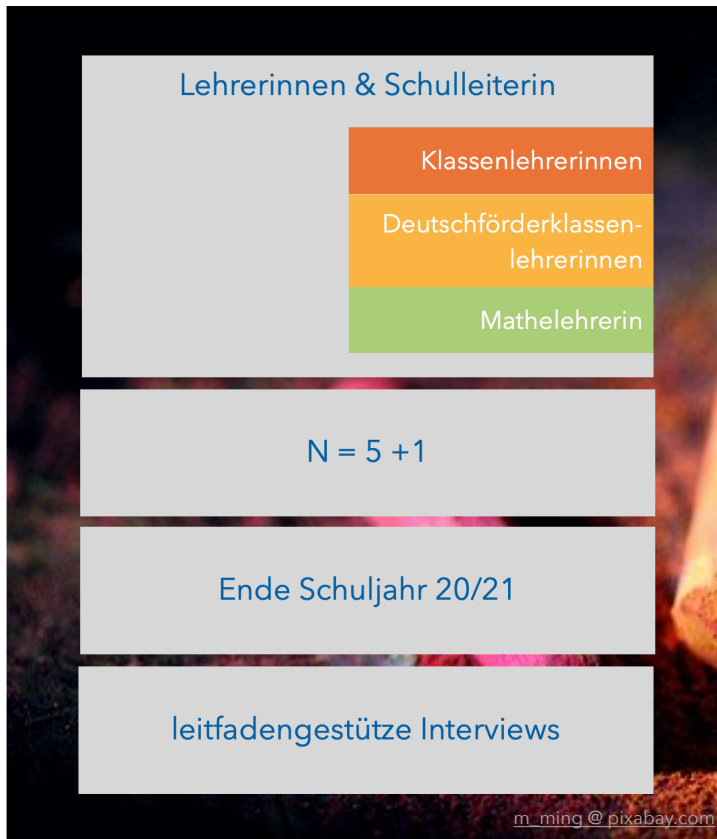 Lehrerinnen & Schulleiterin
Klassenlehrerinnen
Deutschförderklassen-
lehrerinnen
Mathelehrerin
N = 5 +1
Ende Schuljahr 20/21
leitfadengestütze Interviews
m_ming @ pixabay.com